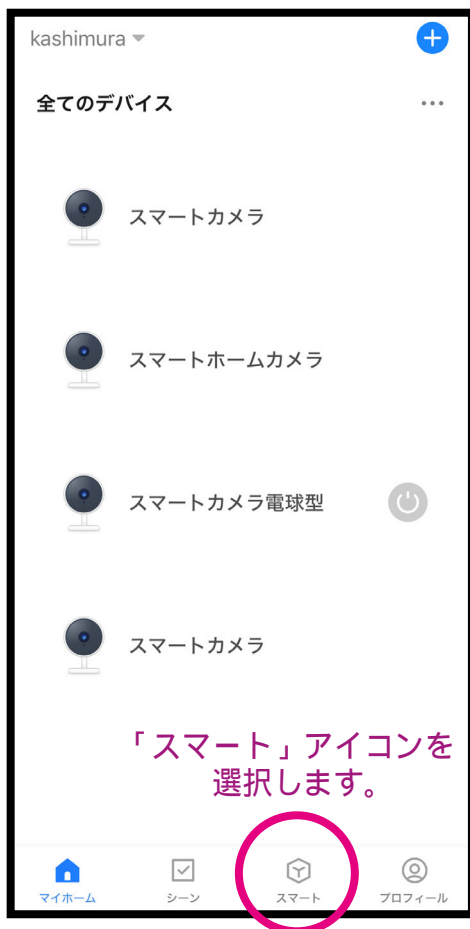 kashimura
全てのデバイス
スマートカメラ
スマートホームカメラ
スマートカメラ電球型
スマートカメラ
「スマート」アイコンを
選択します。
マイホーム シーン スマート プロフィール